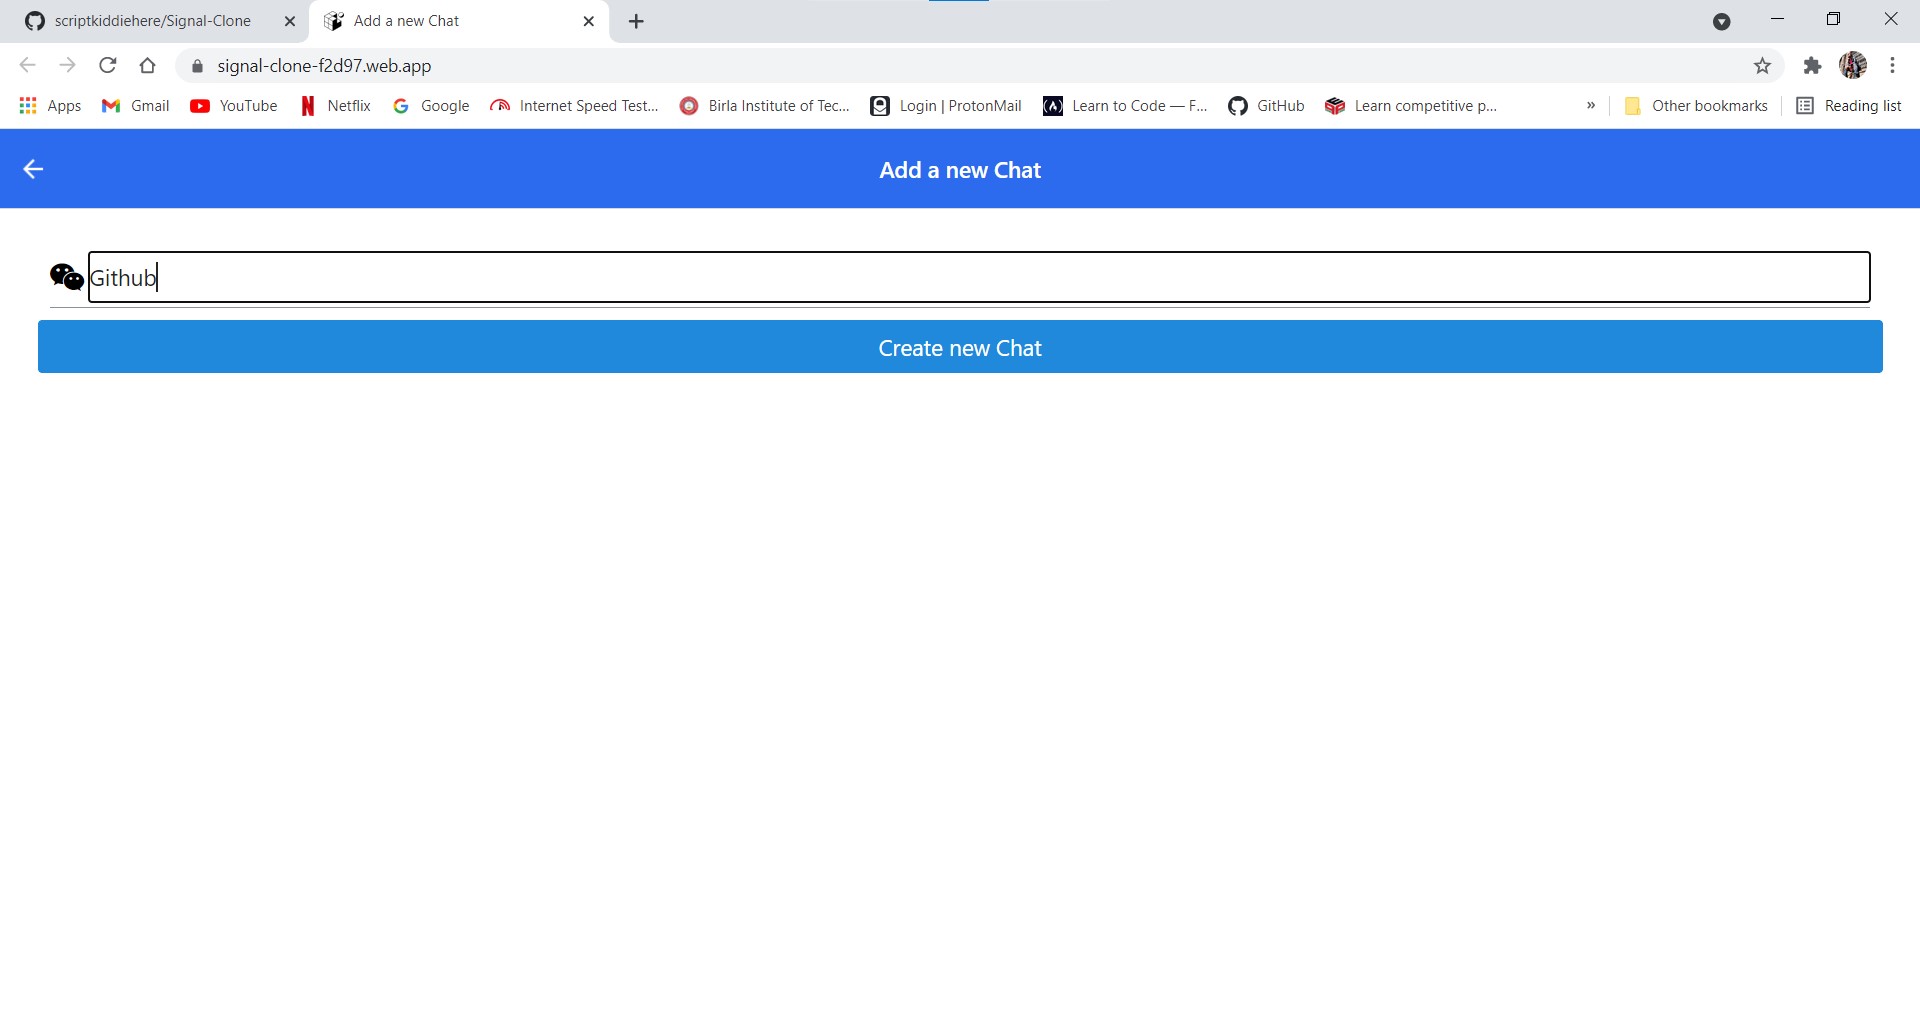 scriptkiddiehere/Signal-Clone
Add a new Chat
signal-clone-f2d97.web.app
Apps
Gmail
YouTube
Netflix
Google
Internet Speed Test...
Birla Institute of Tec...
Login | ProtonMail
Learn to Code — F...
GitHub
Learn competitive p...
»
Other bookmarks
Reading list
Add a new Chat
Github
Create new Chat